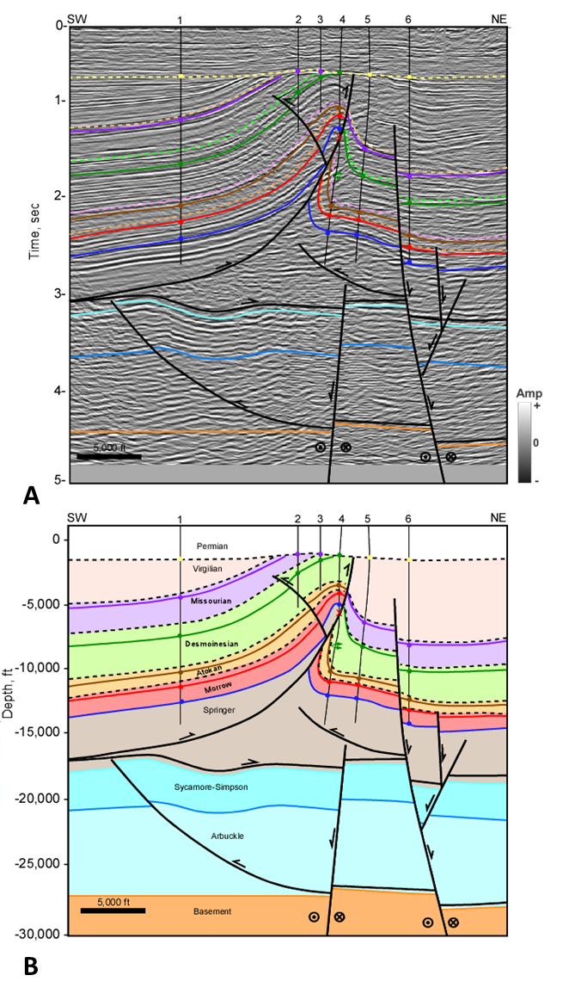 SW 1 2 3 4 5 6 NE
0-
1-
2-
3-
4-
5-
Time, sec
5,000 ft
Amp
+
0
-
A
SW 1 2 3 4 5 6 NE
0
-5,000
-10,000
-15,000
-20,000
-25,000
-30,000
Depth, ft
Permian
Virgilian
Missourian
Desmoinesian
Atokan
Morrow
Springer
Sycamore-Simpson
Arbuckle
5,000 ft
Basement
B